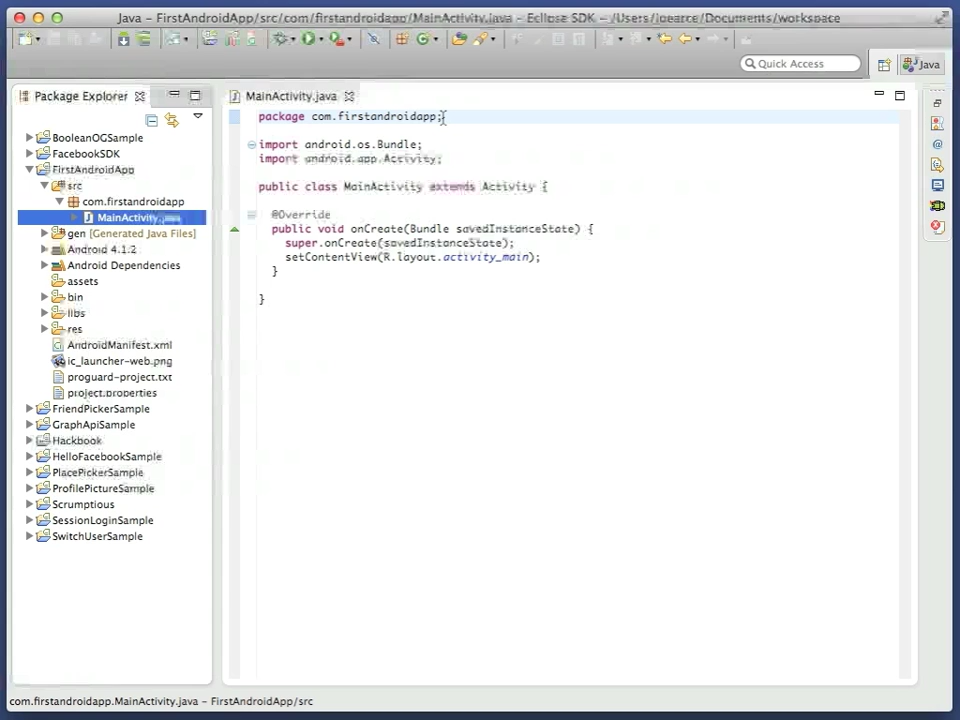 Java - FirstAndroidApp/src/com/firstandroidapp/MainActivity.java - Eclipse SDK - /Users/ioearce/Documents/workspace
Quick Access
Java
Package Explorer
BooleanOGSample
FacebookSDK
FirstAndroidApp
src
com.firstandroidapp
MainActivity.java
gen [Generated Java Files]
Android 4.1.2
Android Dependencies
assets
bin
libs
res
AndroidManifest.xml
ic_launcher-web.png
proguard-project.txt
project.properties
FriendPickerSample
GraphApiSample
Hackbook
HelloFacebookSample
PlacePickerSample
ProfilePictureSample
Scrumptious
SessionLoginSample
SwitchUserSample
MainActivity.java
package com.firstandroidapp;
import android.os.Bundle;
import android.app.Activity;
public class MainActivity extends Activity {
@Override
public void onCreate(Bundle savedInstanceState) {
super.onCreate(savedInstanceState);
setContentView(R.layout.activity_main);
}
}
com.firstandroidapp.MainActivity.java - FirstAndroidApp/src